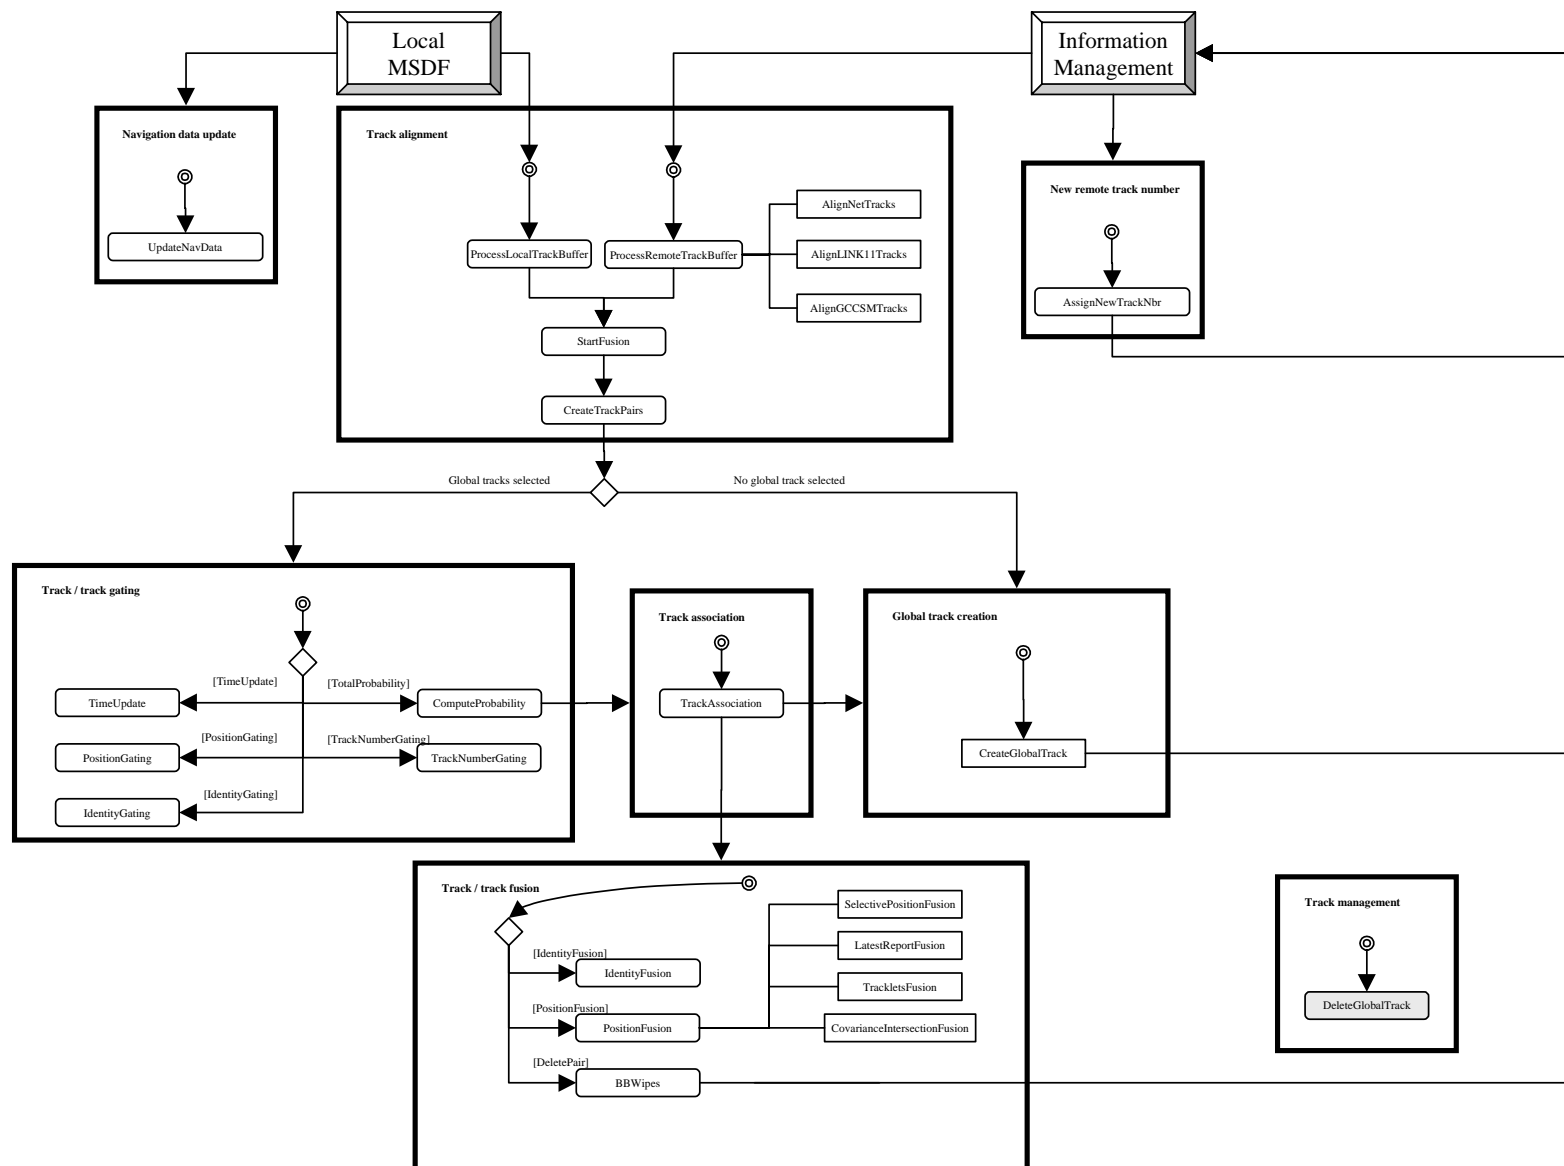 Local
MSDF
Information
Management
Navigation data update
UpdateNavData
Track alignment
ProcessLocalTrackBuffer
ProcessRemoteTrackBuffer
AlignNetTracks
AlignLINK11Tracks
AlignGCCSMTracks
StartFusion
CreateTrackPairs
New remote track number
AssignNewTrackNbr
Global tracks selected
No global track selected
Track / track gating
[TimeUpdate]
[TotalProbability]
TimeUpdate
ComputeProbability
[PositionGating]
[TrackNumberGating]
PositionGating
TrackNumberGating
[IdentityGating]
IdentityGating
Track association
TrackAssociation
Global track creation
CreateGlobalTrack
Track / track fusion
[IdentityFusion]
IdentityFusion
[PositionFusion]
PositionFusion
[DeletePair]
BBWipes
SelectivePositionFusion
LatestReportFusion
TrackletsFusion
CovarianceIntersectionFusion
Track management
DeleteGlobalTrack